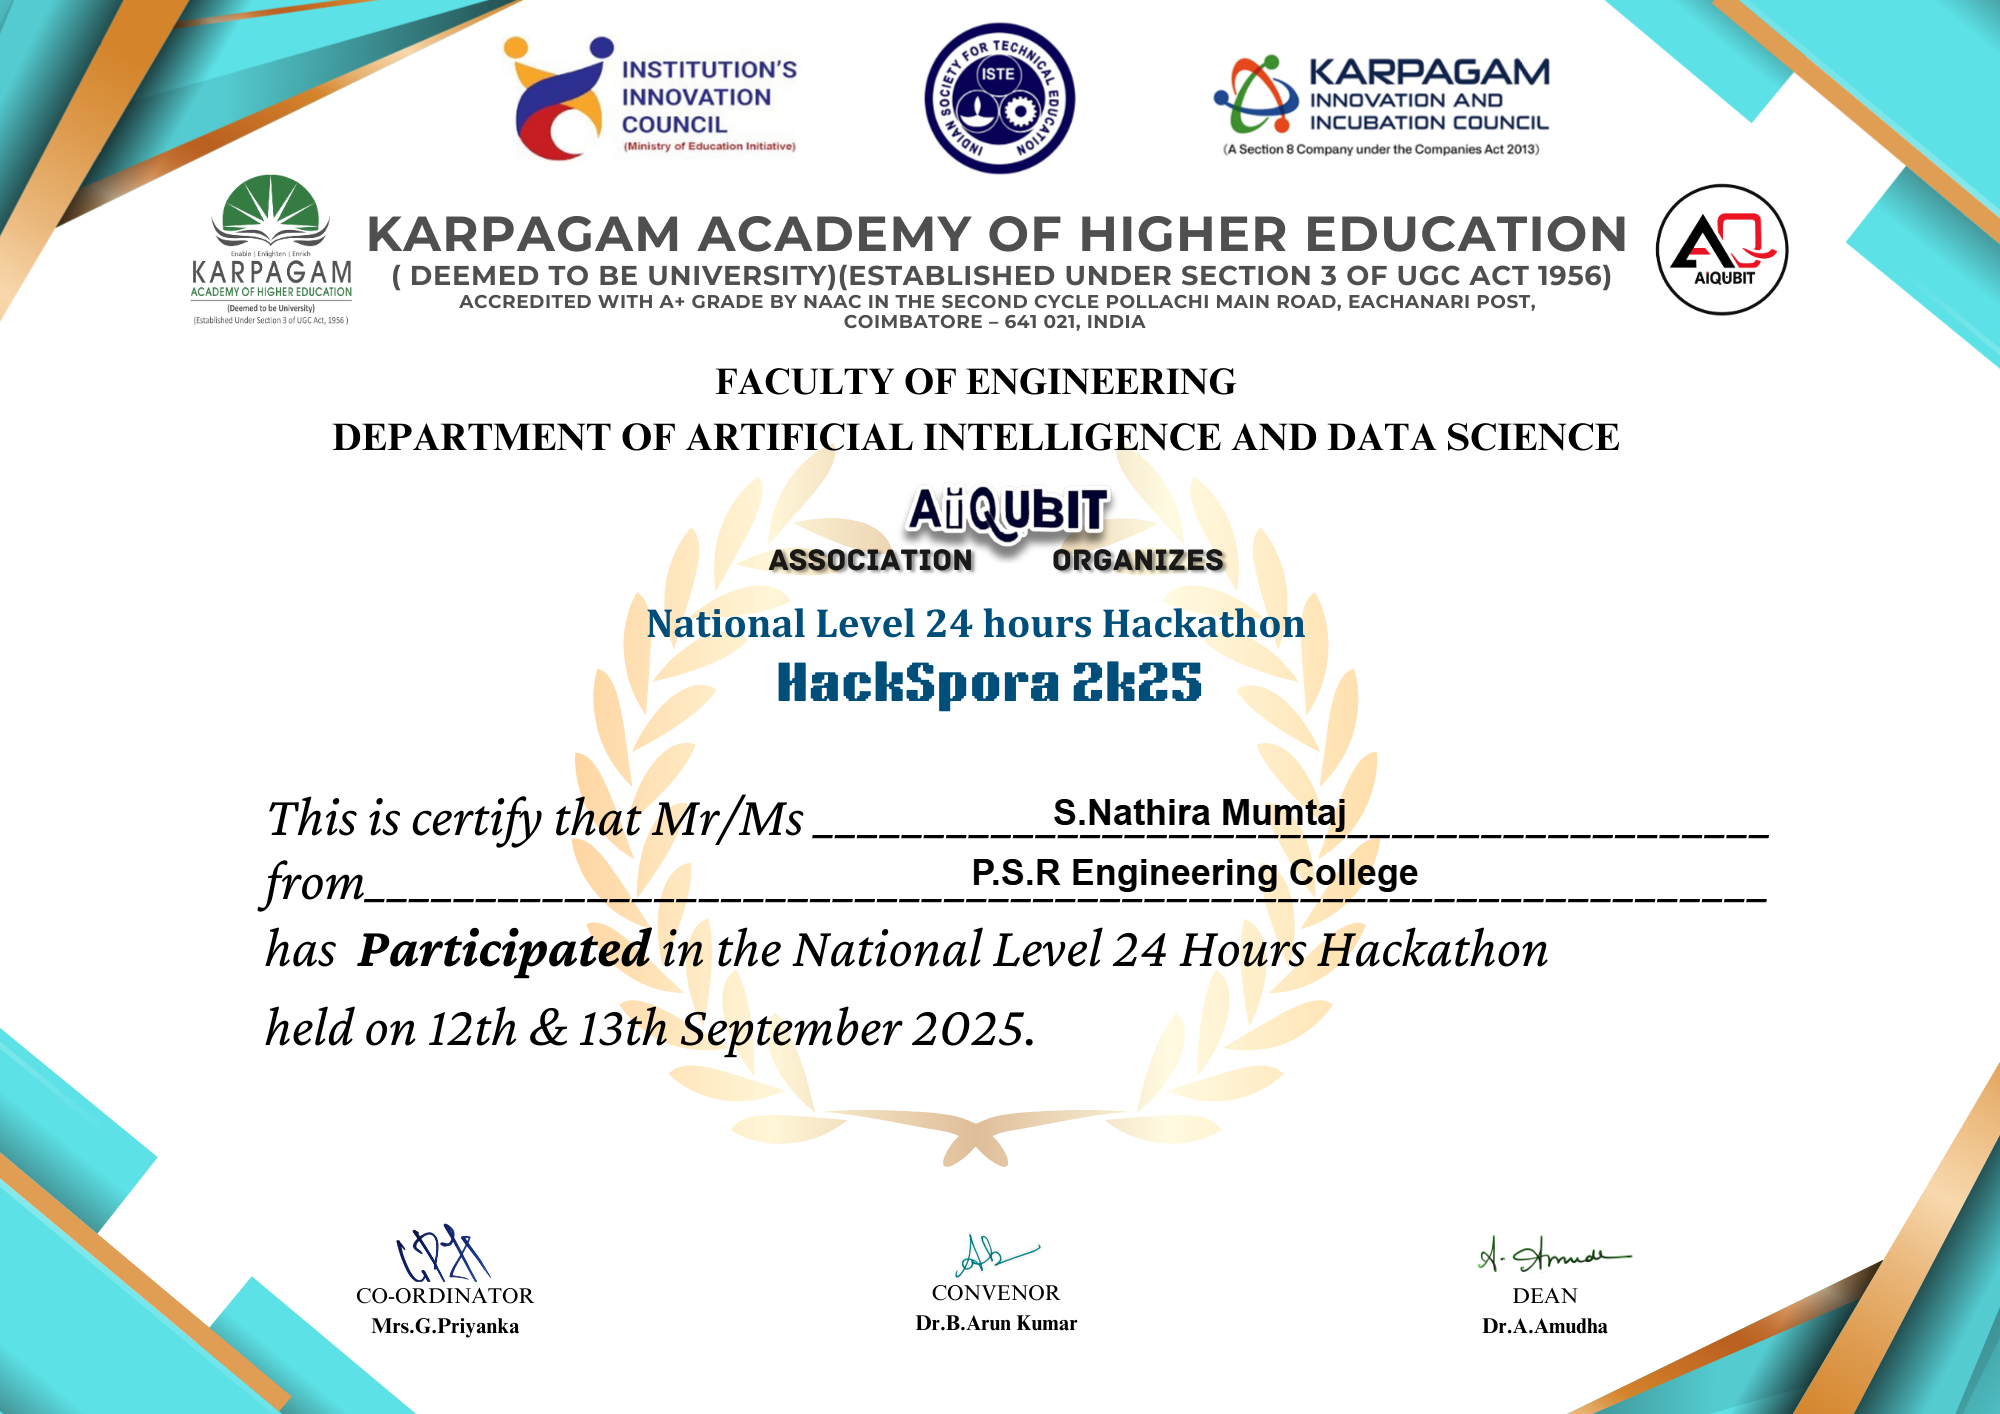 INSTITUTION'S
INNOVATION
COUNCIL
(Ministry of Education Initiative)
INDIAN SOCIETY FOR TECHNICAL EDUCATION
ISTE
KARPAGAM
INNOVATION AND
INCUBATION COUNCIL
(A Section 8 Company under the Companies Act 2013)
Enable | Enlighten | Enrich
KARPAGAM
ACADEMY OF HIGHER EDUCATION
(Deemed to be University)
(Established Under Section 3 of UGC Act, 1956 )
KARPAGAM ACADEMY OF HIGHER EDUCATION
( DEEMED TO BE UNIVERSITY)(ESTABLISHED UNDER SECTION 3 OF UGC ACT 1956)
ACCREDITED WITH A+ GRADE BY NAAC IN THE SECOND CYCLE POLLACHI MAIN ROAD, EACHANARI POST,
COIMBATORE – 641 021, INDIA
AQ
AIQUBIT
FACULTY OF ENGINEERING
DEPARTMENT OF ARTIFICIAL INTELLIGENCE AND DATA SCIENCE
AiQUbIT
ASSOCIATION ORGANIZES
National Level 24 hours Hackathon
HackSpora 2k25
This is certify that Mr/Ms S.Nathira Mumtaj
from P.S.R Engineering College
has Participated in the National Level 24 Hours Hackathon
held on 12th & 13th September 2025.
A. Amudha
CO-ORDINATOR
Mrs.G.Priyanka
CONVENOR
Dr.B.Arun Kumar
DEAN
Dr.A.Amudha